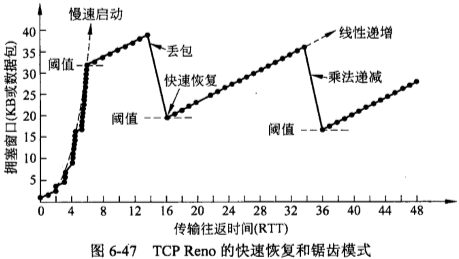 慢速启动
40
35
30
25
20
15
10
5
拥塞窗口(KB或数据包)
阈值
丢包
快速恢复
阈值
线性递增
乘法递减
阈值
0 1 2 3 4 6 8 12 16 20 24 28 32 36 40 44 48
传输往返时间(RTT)
图 6-47 TCP Reno 的快速恢复和锯齿模式